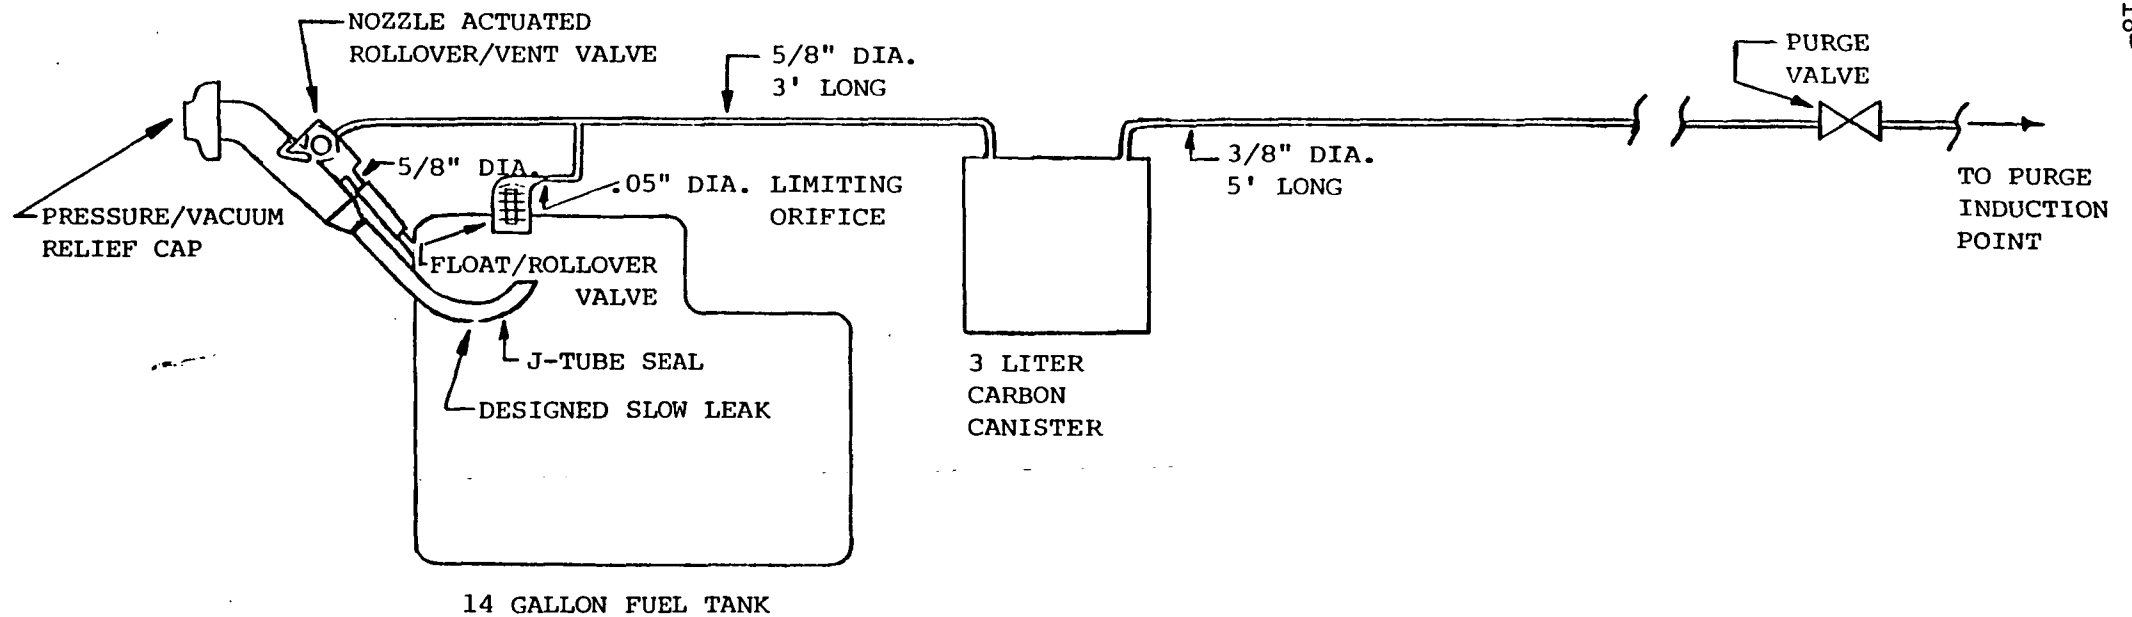 NOZZLE ACTUATED
ROLLOVER/VENT VALVE
5/8" DIA.
3' LONG
PURGE
VALVE
5/8" DIA.
.05" DIA. LIMITING
ORIFICE
3/8" DIA.
5' LONG
TO PURGE
INDUCTION
POINT
PRESSURE/VACUUM
RELIEF CAP
FLOAT/ROLLOVER
VALVE
J-TUBE SEAL
DESIGNED SLOW LEAK
3 LITER
CARBON
CANISTER
14 GALLON FUEL TANK